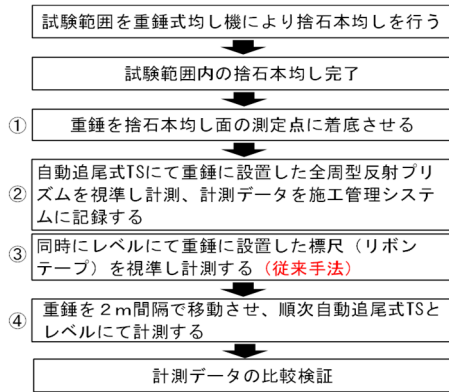 試験範囲を重錘式均し機により捨石本均しを行う
試験範囲内の捨石本均し完了
① 重錘を捨石本均し面の測定点に着底させる
自動追尾式TSにて重錘に設置した全周型反射プリ
② ズムを視準し計測、計測データを施工管理システ
ムに記録する
③ 同時にレベルにて重錘に設置した標尺（リボン
テープ）を視準し計測する（従来手法）
④ 重錘を２ｍ間隔で移動させ、順次自動追尾式TSと
レベルにて計測する
計測データの比較検証